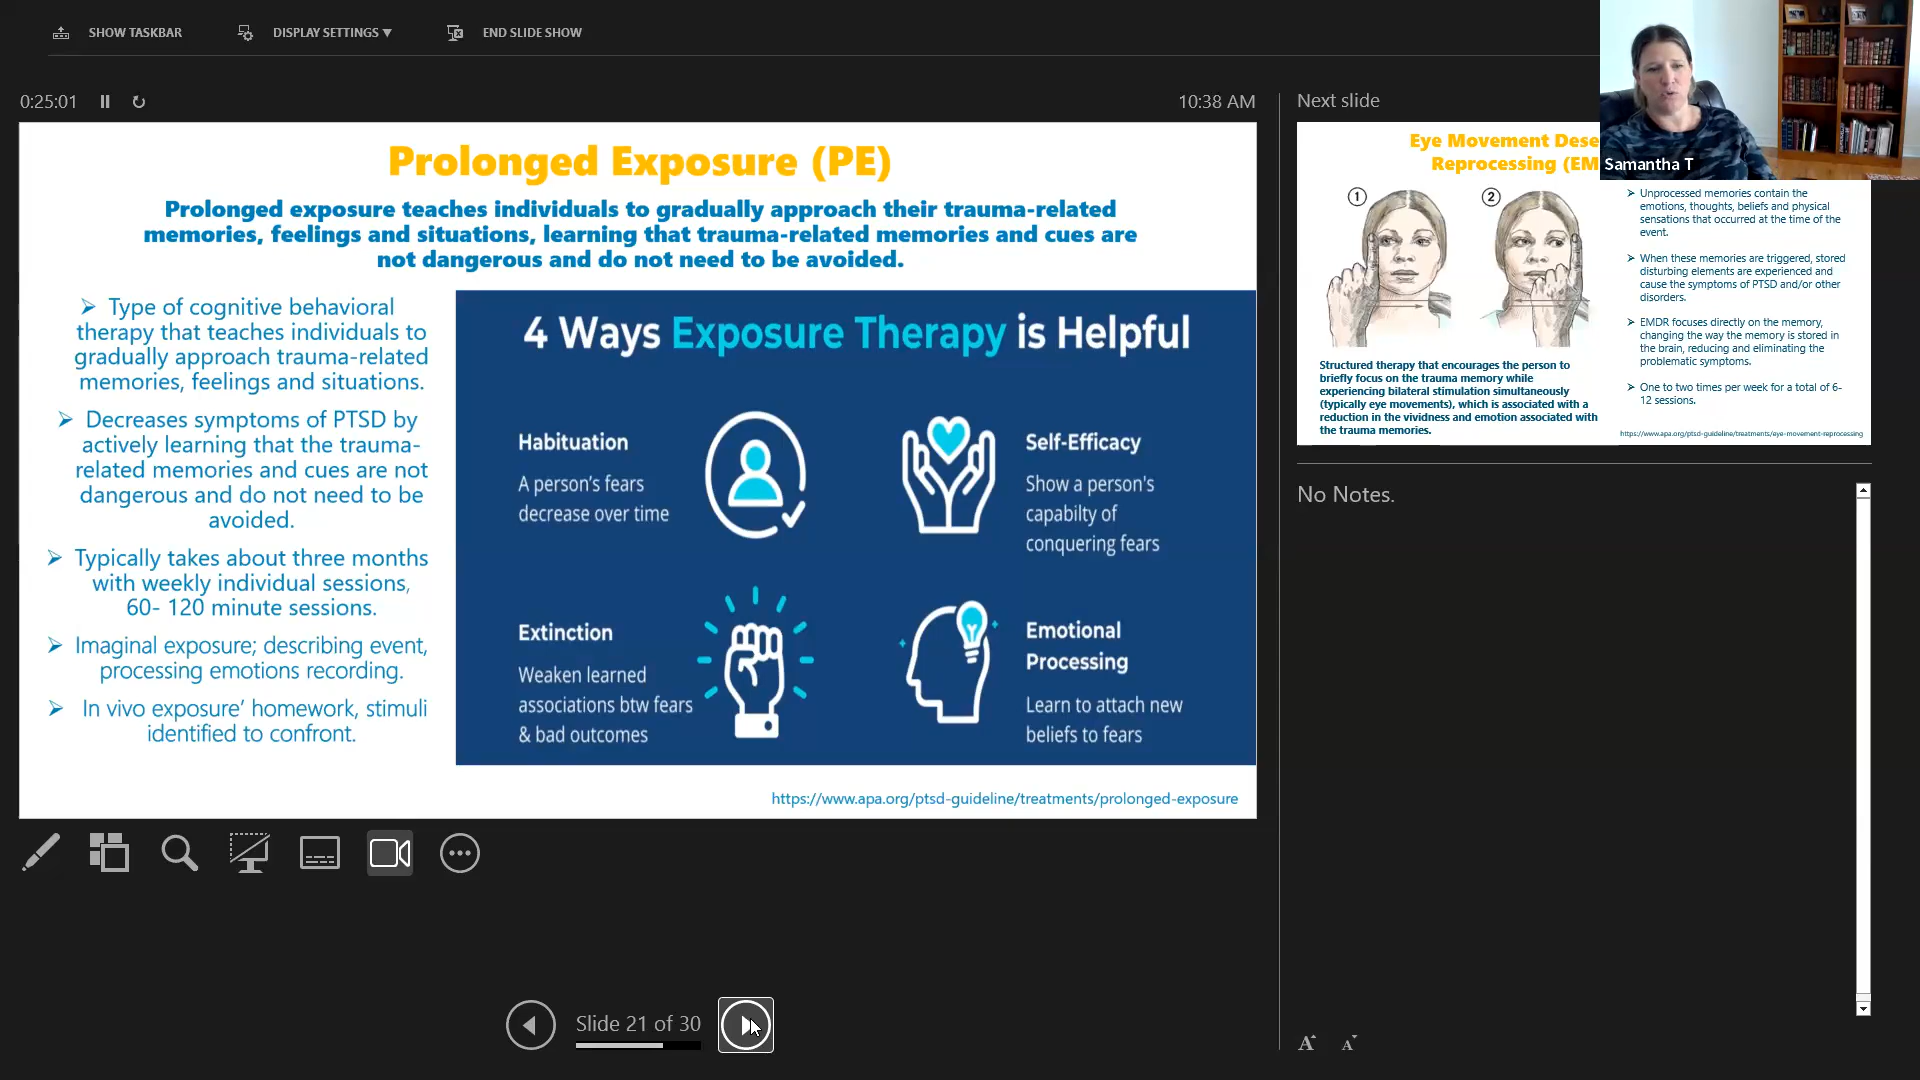 SHOW TASKBAR
DISPLAY SETTINGS ▼
END SLIDE SHOW
0:25:01
10:38 AM
Prolonged Exposure (PE)
Prolonged exposure teaches individuals to gradually approach their trauma-related
memories, feelings and situations, learning that trauma-related memories and cues are
not dangerous and do not need to be avoided.
➢ Type of cognitive behavioral
therapy that teaches individuals to
gradually approach trauma-related
memories, feelings and situations.
➢ Decreases symptoms of PTSD by
actively learning that the trauma-
related memories and cues are not
dangerous and do not need to be
avoided.
➢ Typically takes about three months
with weekly individual sessions,
60- 120 minute sessions.
➢ Imaginal exposure; describing event,
processing emotions recording.
➢ In vivo exposure’ homework, stimuli
identified to confront.
4 Ways Exposure Therapy is Helpful
Habituation
A person's fears
decrease over time
Self-Efficacy
Show a person's
capabilty of
conquering fears
Extinction
Weaken learned
associations btw fears
& bad outcomes
Emotional
Processing
Learn to attach new
beliefs to fears
https://www.apa.org/ptsd-guideline/treatments/prolonged-exposure
Slide 21 of 30
Next slide
Samantha T
Eye Movement Dese
Reprocessing (EM
1
2
Structured therapy that encourages the person to
briefly focus on the trauma memory while
experiencing bilateral stimulation simultaneously
(typically eye movements), which is associated with a
reduction in the vividness and emotion associated with
the trauma memories.
➢ Unprocessed memories contain the
emotions, thoughts, beliefs and physical
sensations that occurred at the time of the
event.
➢ When these memories are triggered, stored
disturbing elements are experienced and
cause the symptoms of PTSD and/or other
disorders.
➢ EMDR focuses directly on the memory,
changing the way the memory is stored in
the brain, reducing and eliminating the
problematic symptoms.
➢ One to two times per week for a total of 6-
12 sessions.
https://www.apa.org/ptsd-guideline/treatments/eye-movement-reprocessing
No Notes.
A A